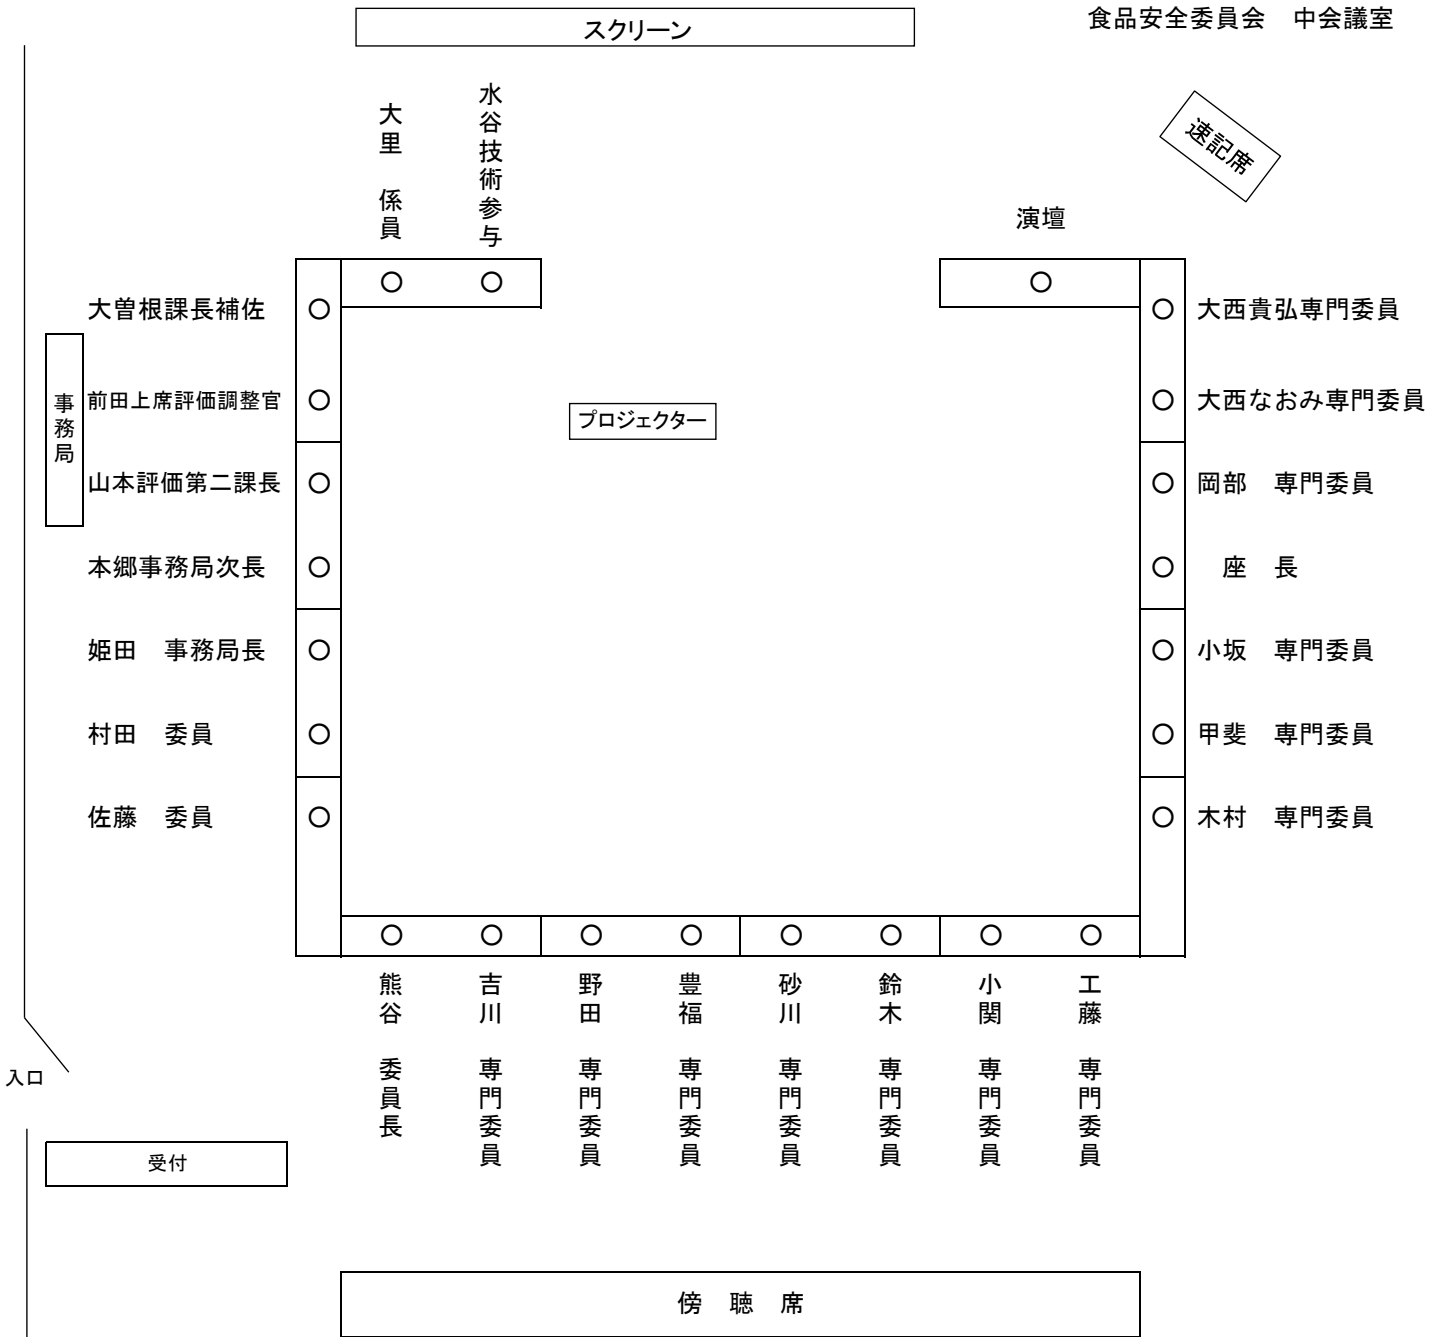 食品安全委員会　中会議室
スクリーン
速記席
大里　係員
水谷技術参与
演壇
大曽根課長補佐
前田上席評価調整官
山本評価第二課長
本郷事務局次長
姫田　事務局長
村田　委員
佐藤　委員
事務局
プロジェクター
大西貴弘専門委員
大西なおみ専門委員
岡部　専門委員
座　長
小坂　専門委員
甲斐　専門委員
木村　専門委員
熊谷　委員長
吉川　専門委員
野田　専門委員
豊福　専門委員
砂川　専門委員
鈴木　専門委員
小関　専門委員
工藤　専門委員
入口
受付
傍　聴　席